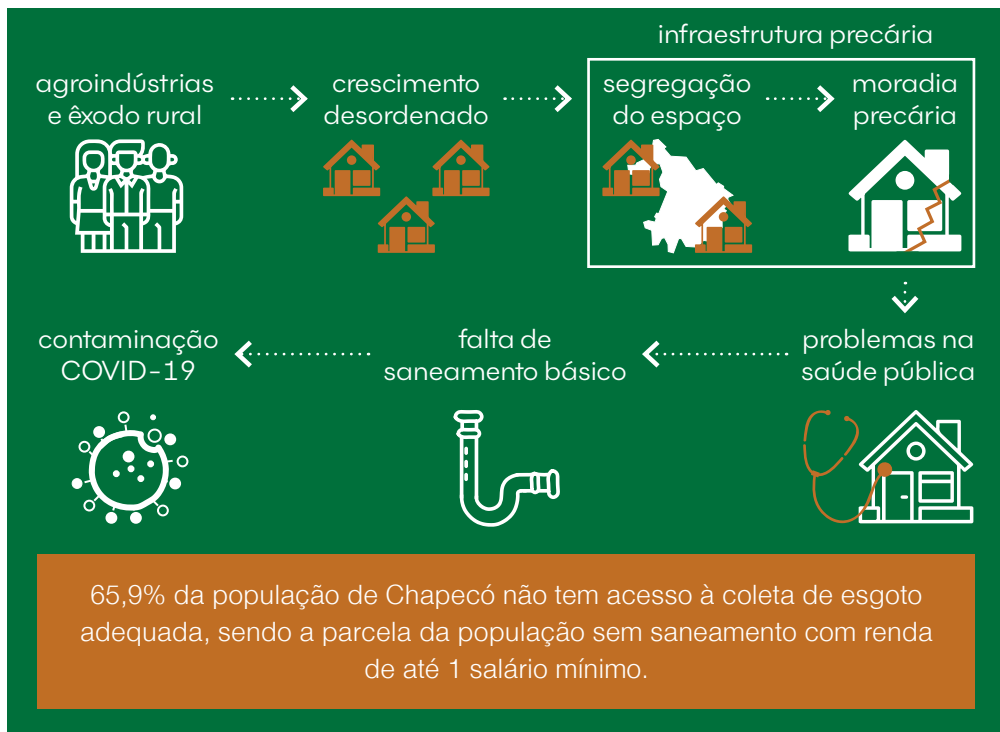 infraestrutura precária
agroindústrias
e êxodo rural
crescimento
desordenado
segregação
do espaço
moradia
precária
problemas na
saúde pública
falta de
saneamento básico
contaminação
COVID-19
65,9% da população de Chapecó não tem acesso à coleta de esgoto
adequada, sendo a parcela da população sem saneamento com renda
de até 1 salário mínimo.